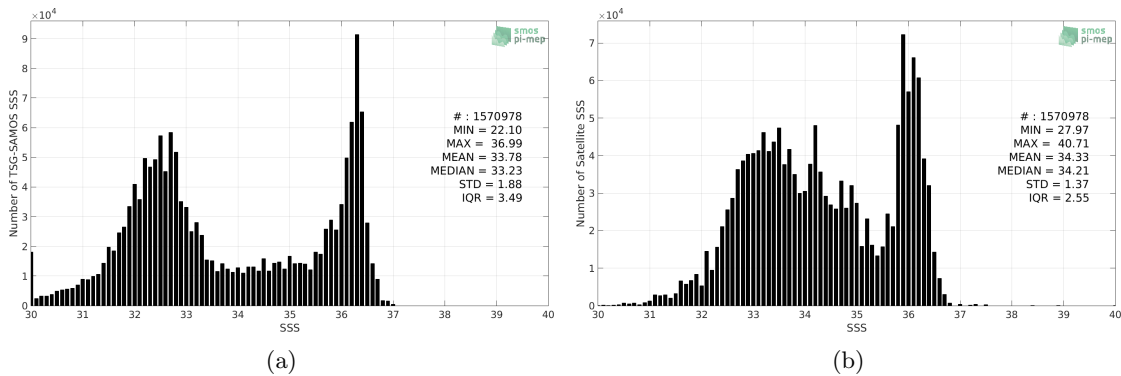 ×10⁴
9
8
7
6
5
4
3
2
1
0
Number of TSG-SAMOS SSS
smos
pi-mep
# : 1570978
MIN = 22.10
MAX = 36.99
MEAN = 33.78
MEDIAN = 33.23
STD = 1.88
IQR = 3.49
30 31 32 33 34 35 36 37 38 39 40
SSS
(a)
×10⁴
7
6
5
4
3
2
1
0
Number of Satellite SSS
smos
pi-mep
# : 1570978
MIN = 27.97
MAX = 40.71
MEAN = 34.33
MEDIAN = 34.21
STD = 1.37
IQR = 2.55
30 31 32 33 34 35 36 37 38 39 40
SSS
(b)